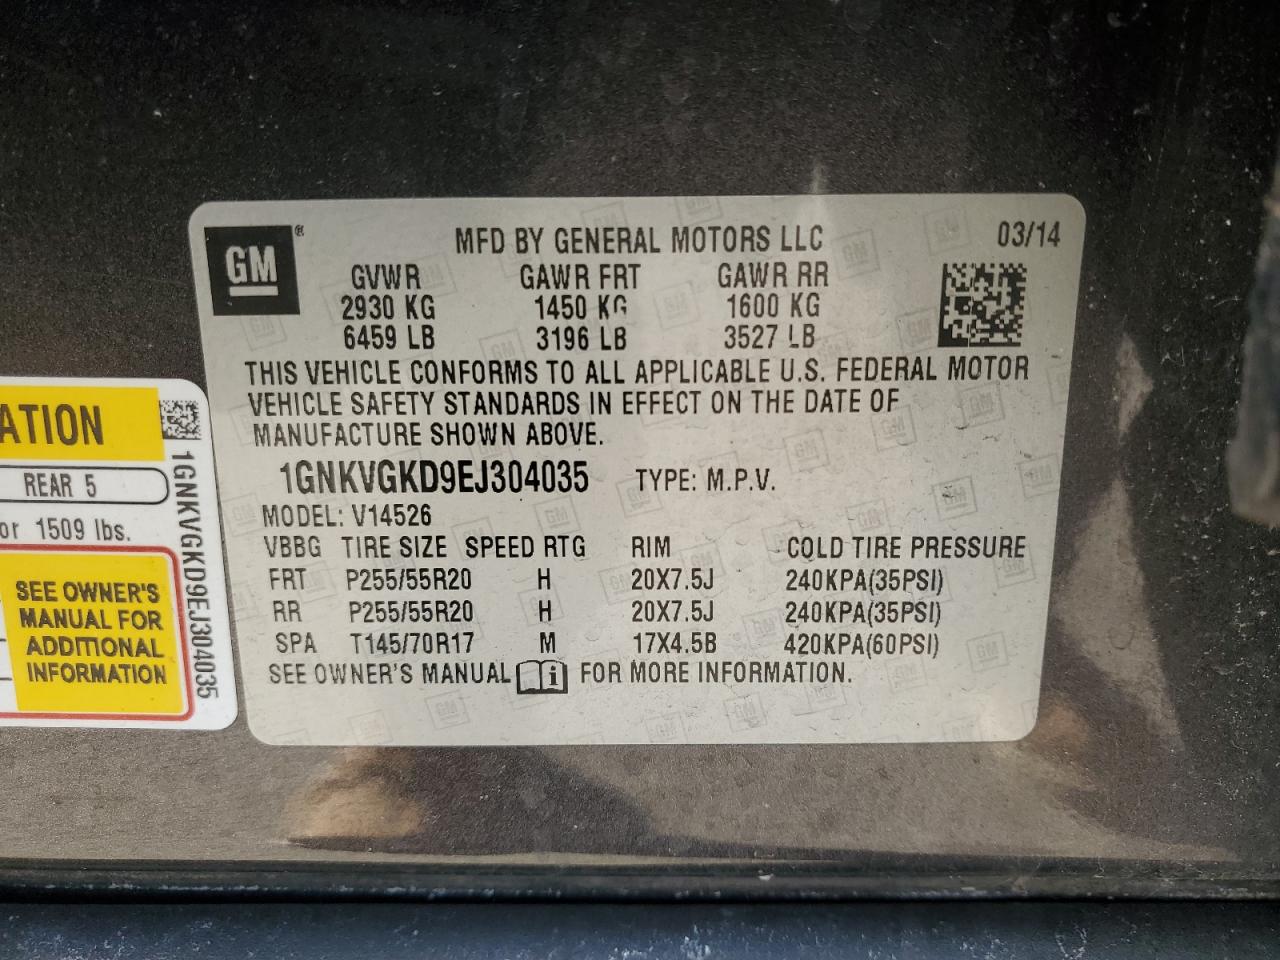 GM ®
MFD BY GENERAL MOTORS LLC 03/14
GVWR GAWR FRT GAWR RR
2930 KG 1450 KG 1600 KG
6459 LB 3196 LB 3527 LB
THIS VEHICLE CONFORMS TO ALL APPLICABLE U.S. FEDERAL MOTOR
VEHICLE SAFETY STANDARDS IN EFFECT ON THE DATE OF
MANUFACTURE SHOWN ABOVE.
1GNKVGKD9EJ304035 TYPE: M.P.V.
MODEL: V14526
VBBG TIRE SIZE SPEED RTG RIM COLD TIRE PRESSURE
FRT P255/55R20 H 20X7.5J 240KPA(35PSI)
RR P255/55R20 H 20X7.5J 240KPA(35PSI)
SPA T145/70R17 M 17X4.5B 420KPA(60PSI)
SEE OWNER'S MANUAL i FOR MORE INFORMATION.
ATION
REAR 5
or 1509 lbs.
SEE OWNER'S
MANUAL FOR
ADDITIONAL
INFORMATION
1GNKVGKD9EJ304035